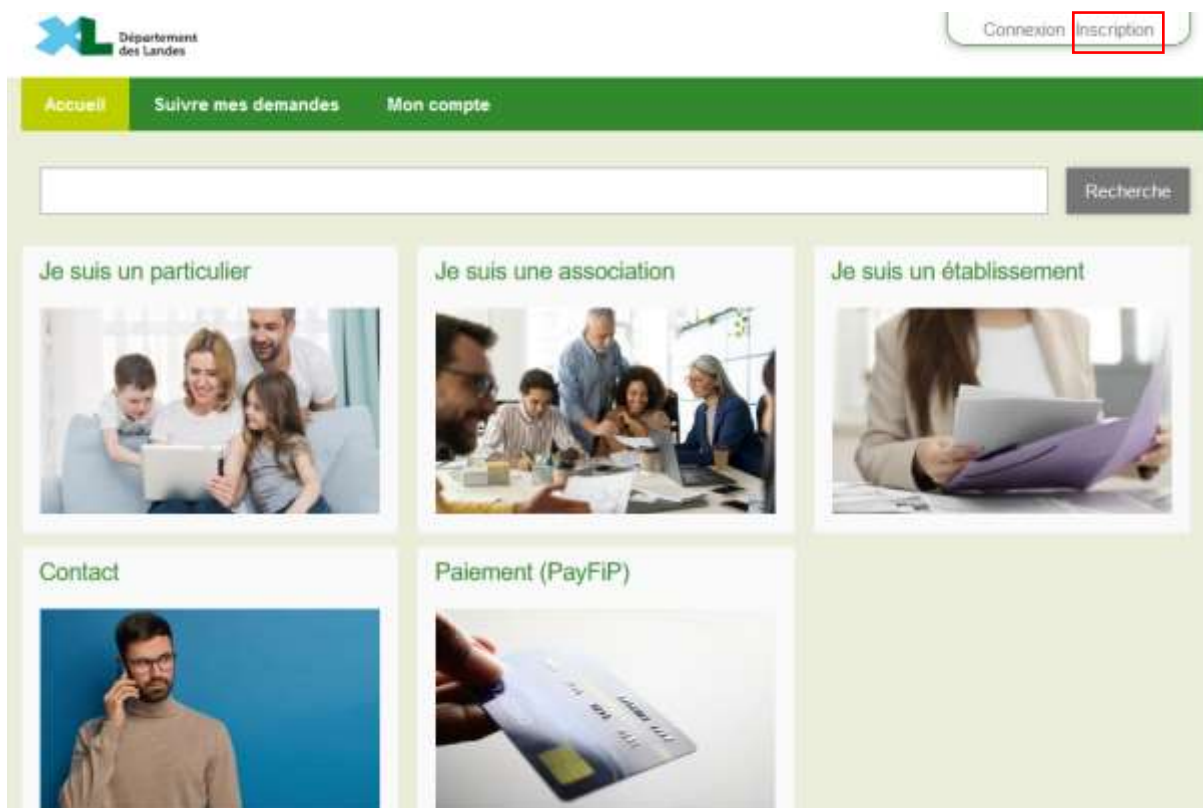 Département
des Landes
Connexion Inscription
Accueil Suivre mes demandes Mon compte
Recherche
Je suis un particulier Je suis une association Je suis un établissement
Contact Paiement (PayFiP)